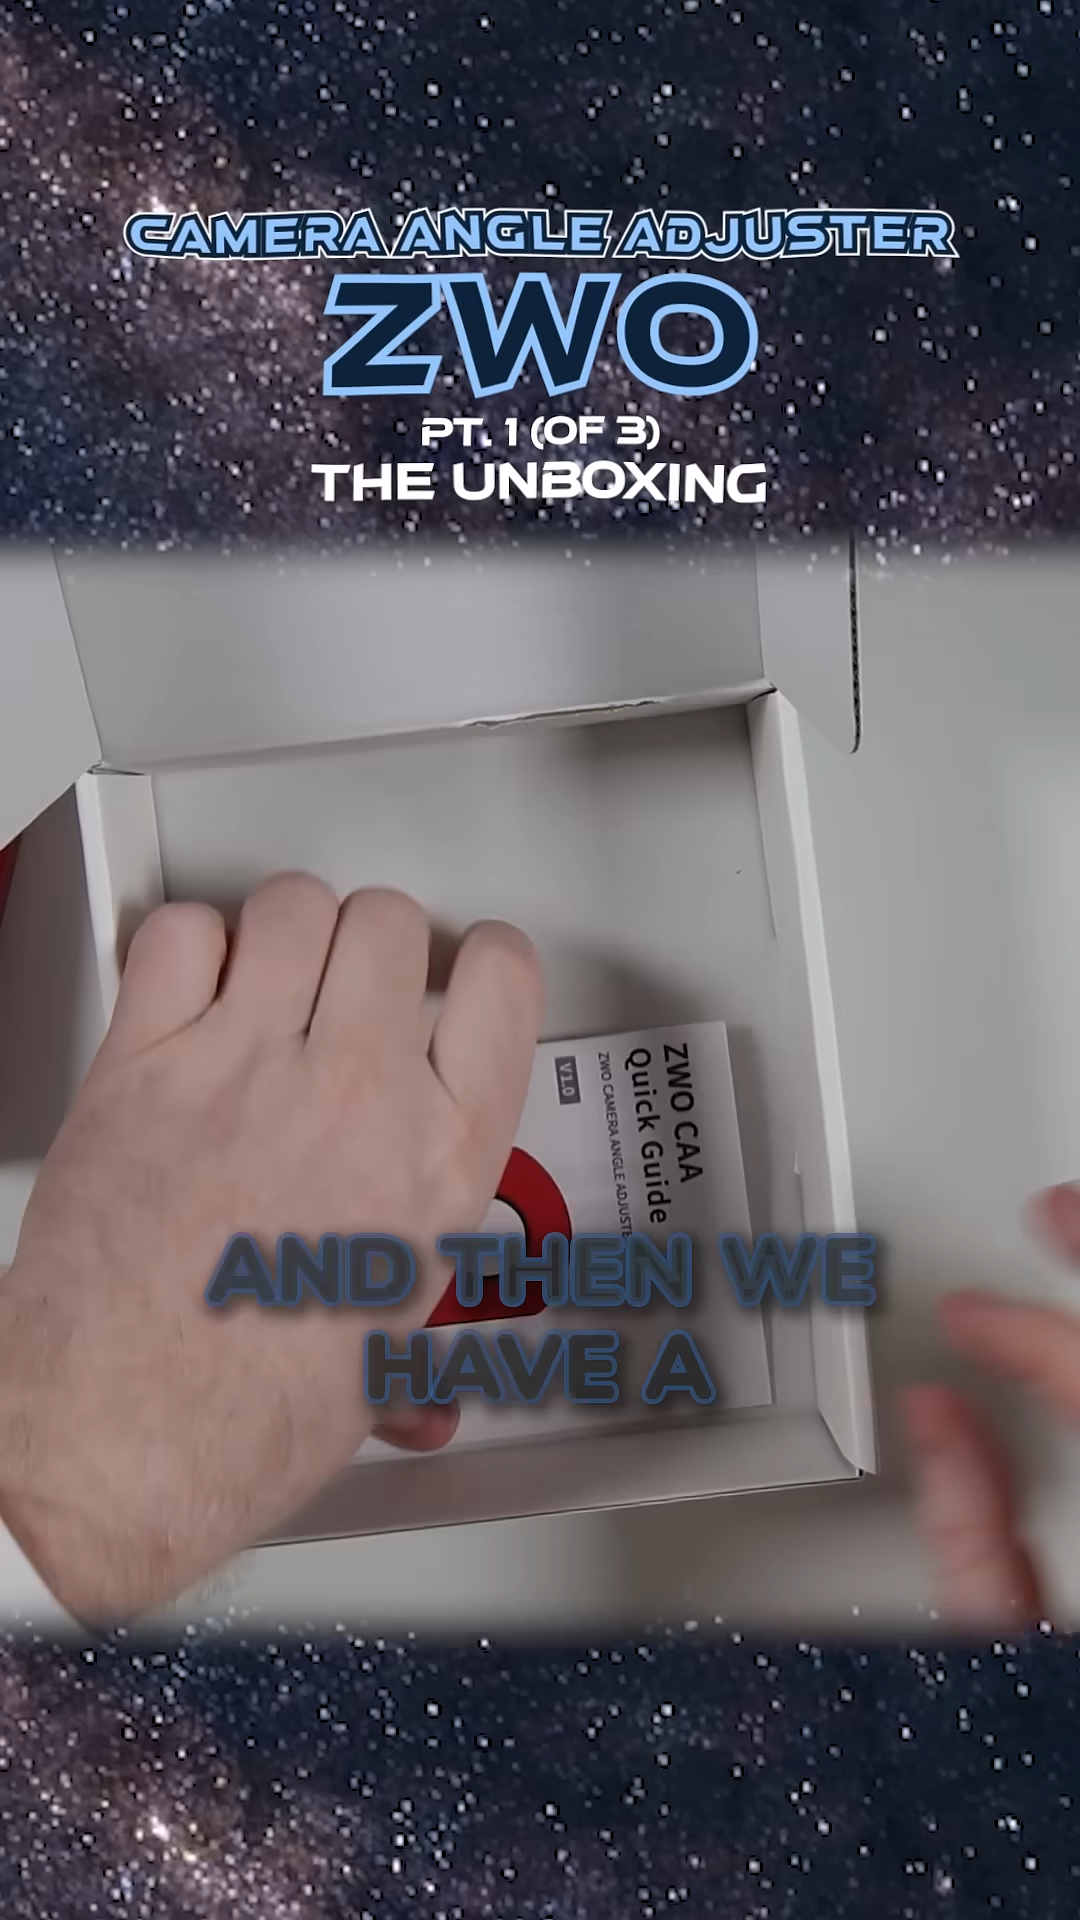 CAMERA ANGLE ADJUSTER
ZWO
PT. 1 (OF 3)
THE UNBOXING
ZWO CAA
Quick Guide
ZWO CAMERA ANGLE
V1.0
AND THEN WE
HAVE A